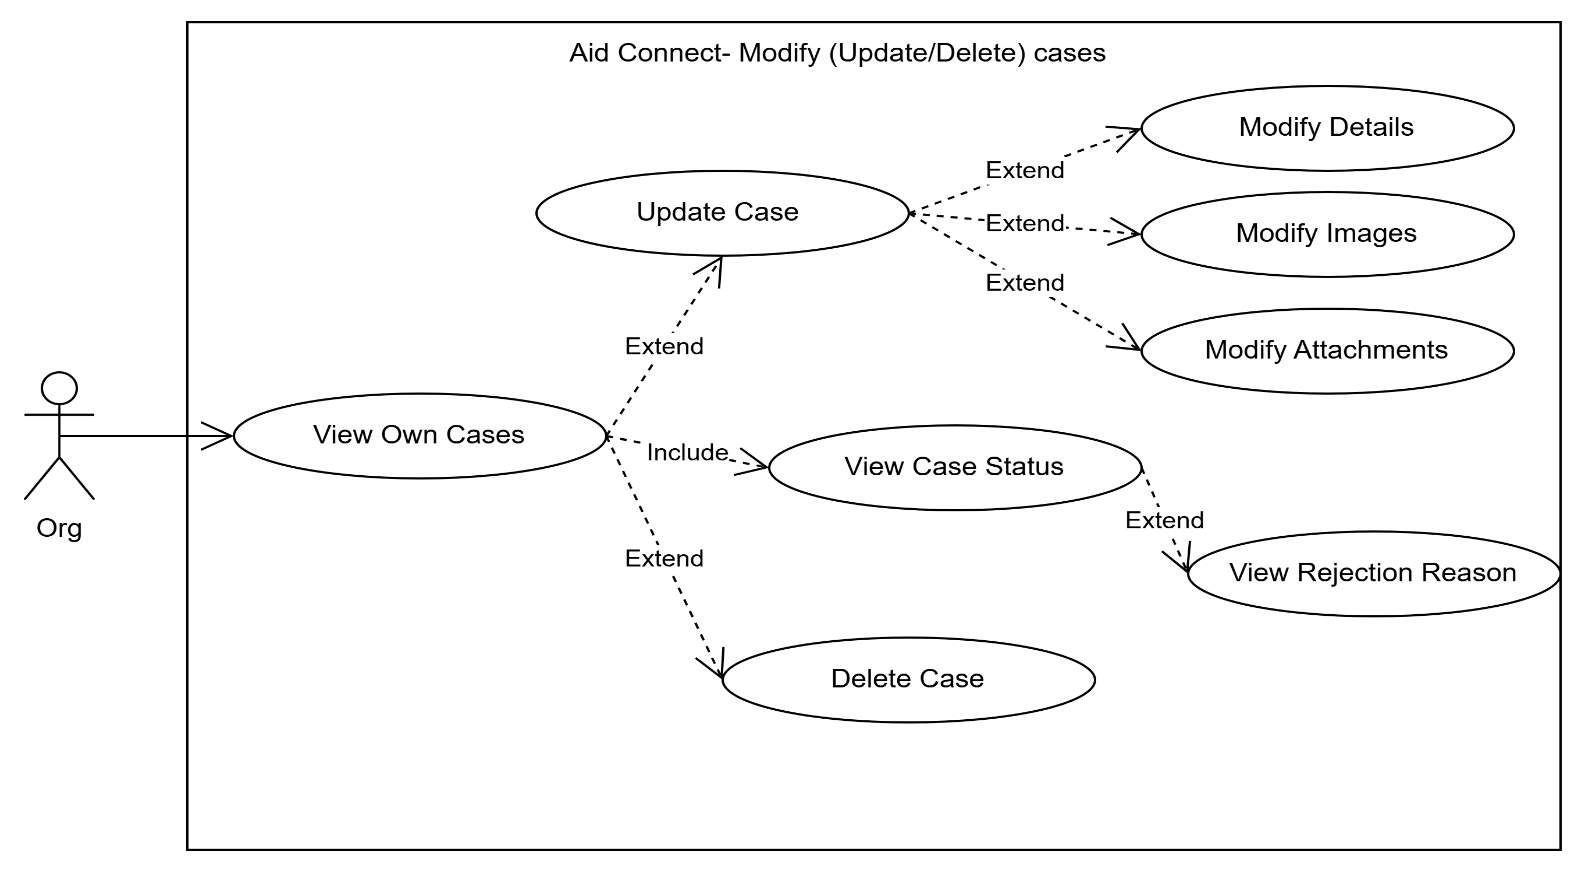 Aid Connect- Modify (Update/Delete) cases
Modify Details
Extend
Update Case
Extend
Modify Images
Extend
Modify Attachments
Extend
View Own Cases
Include
View Case Status
Extend
View Rejection Reason
Org
Extend
Delete Case